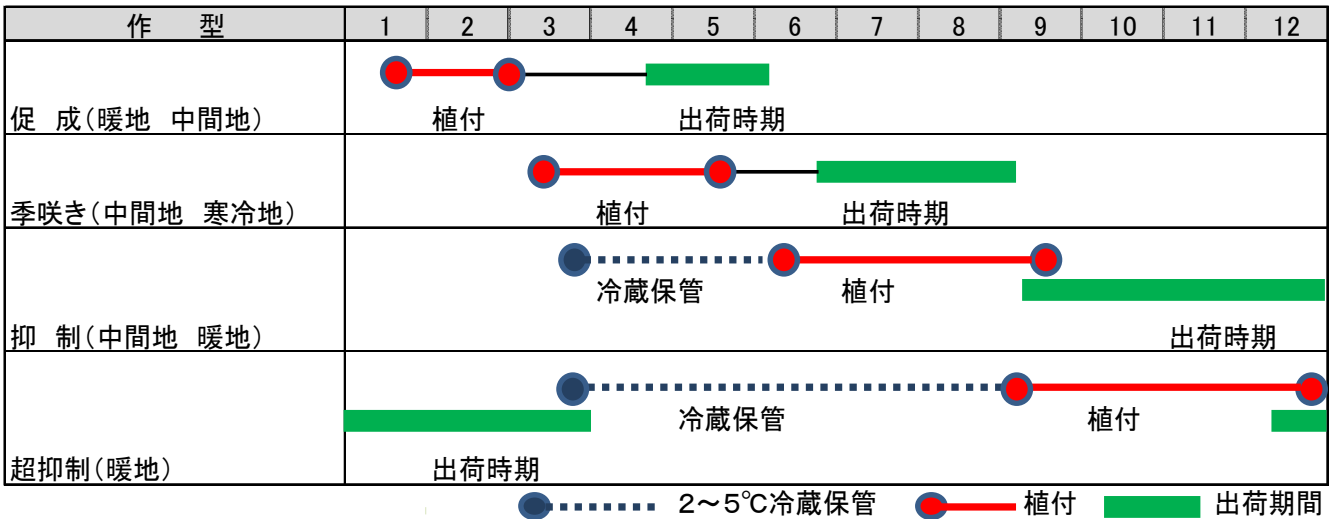 作 型 1 2 3 4 5 6 7 8 9 10 11 12
植付 出荷時期
促 成(暖地 中間地)
植付 出荷時期
季咲き(中間地 寒冷地)
冷蔵保管 植付
抑 制(中間地 暖地) 出荷時期
冷蔵保管 植付
超抑制(暖地) 出荷時期
2~5℃冷蔵保管 植付 出荷期間